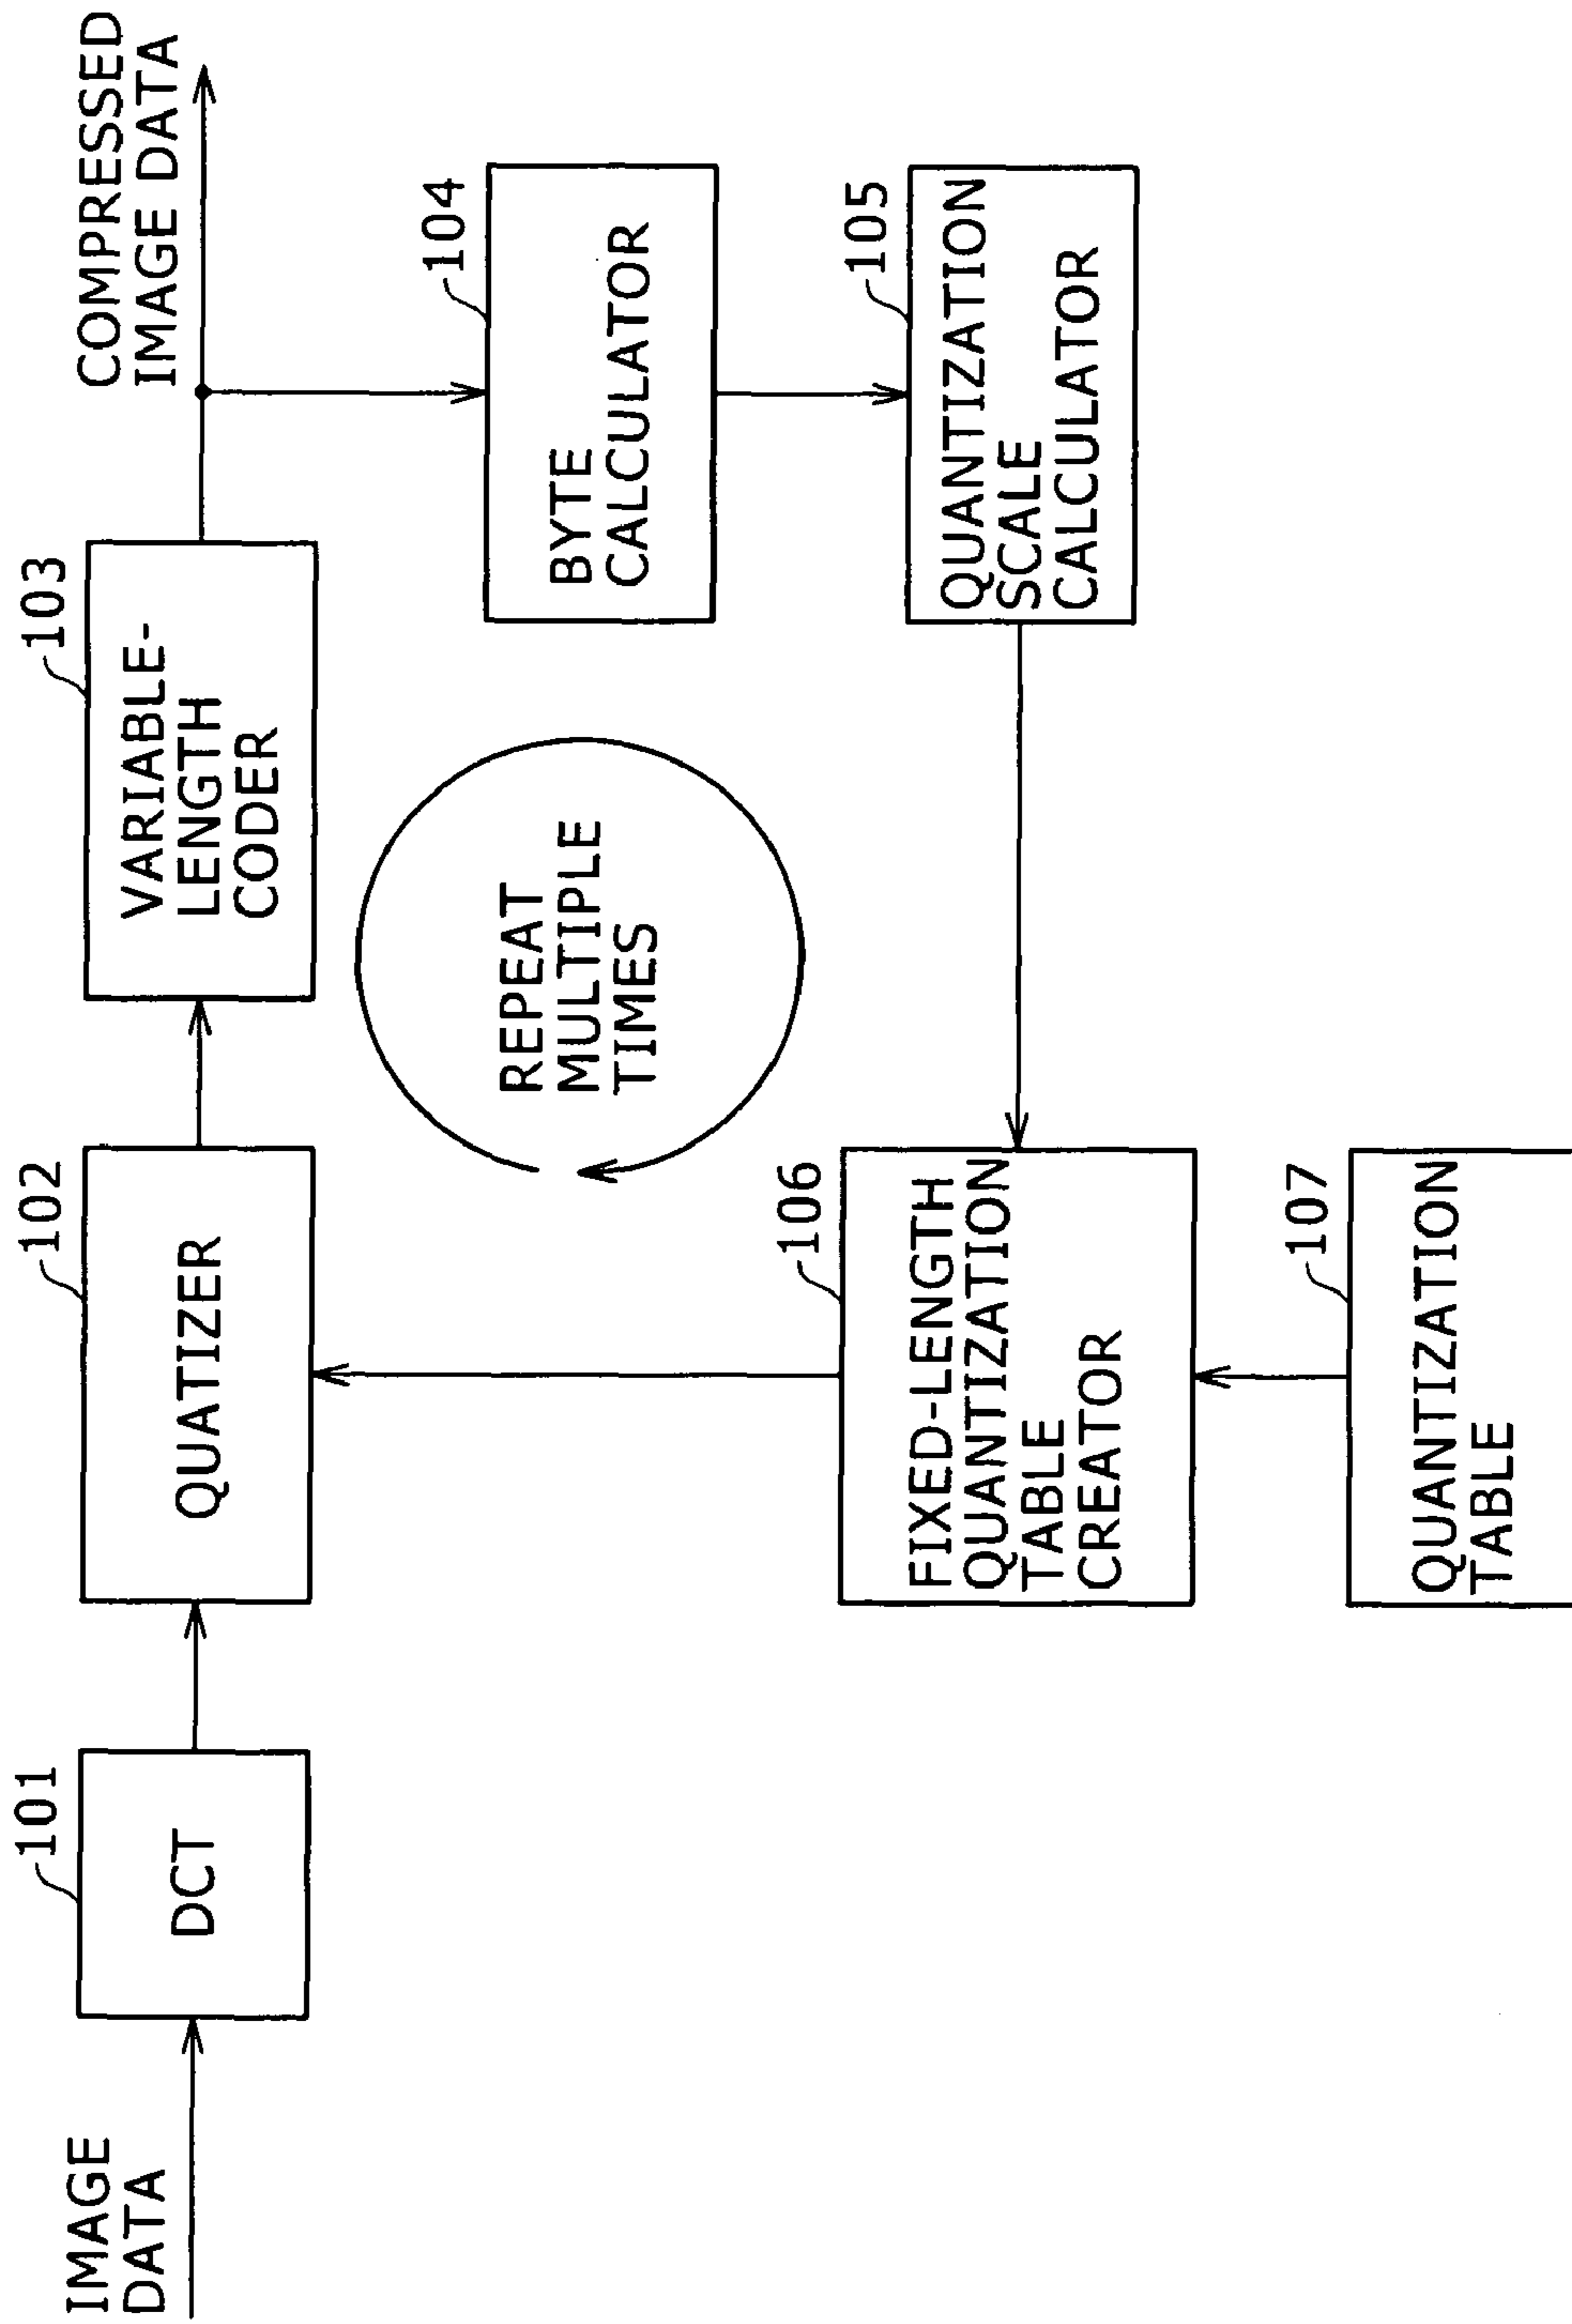 IMAGE
DATA
101
DCT
102
QUATIZER
103
VARIABLE-
LENGTH
CODER
COMPRESSED
IMAGE DATA
104
BYTE
CALCULATOR
105
QUANTIZATION
SCALE
CALCULATOR
REPEAT
MULTIPLE
TIMES
106
FIXED-LENGTH
QUANTIZATION
TABLE
CREATOR
107
QUANTIZATION
TABLE